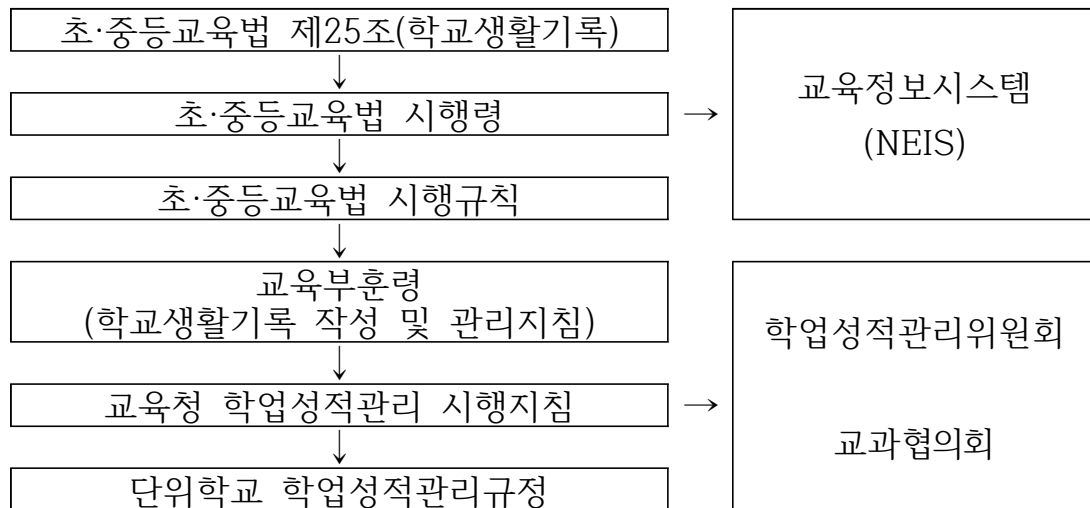 초·중등교육법 제25조(학교생활기록)
↓
초·중등교육법 시행령
→
교육정보시스템
(NEIS)
↓
초·중등교육법 시행규칙
↓
교육부훈령
(학교생활기록 작성 및 관리지침)
↓
교육청 학업성적관리 시행지침
→
학업성적관리위원회
교과협의회
↓
단위학교 학업성적관리규정